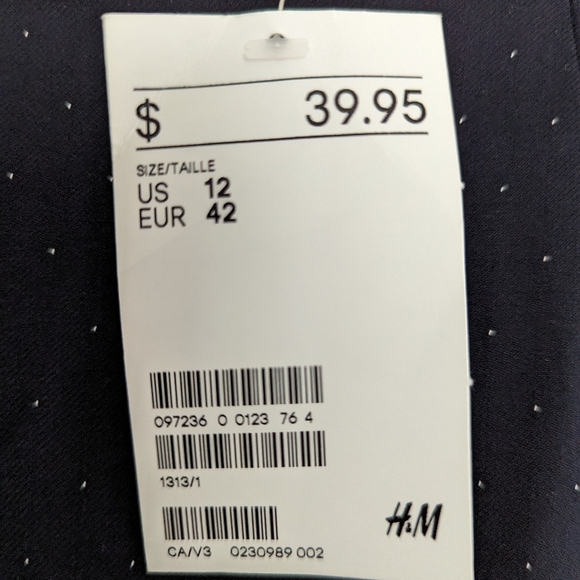 $ 39.95
SIZE/TAILLE
US 12
EUR 42
097236 0 0123 76 4
1313/1
H&M
CA/V3 0230989 002